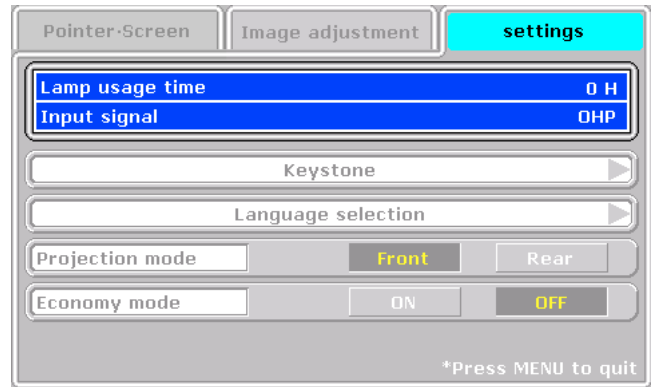 Pointer·Screen Image adjustment settings
Lamp usage time 0 H
Input signal OHP
Keystone
Language selection
Projection mode Front Rear
Economy mode ON OFF
*Press MENU to quit